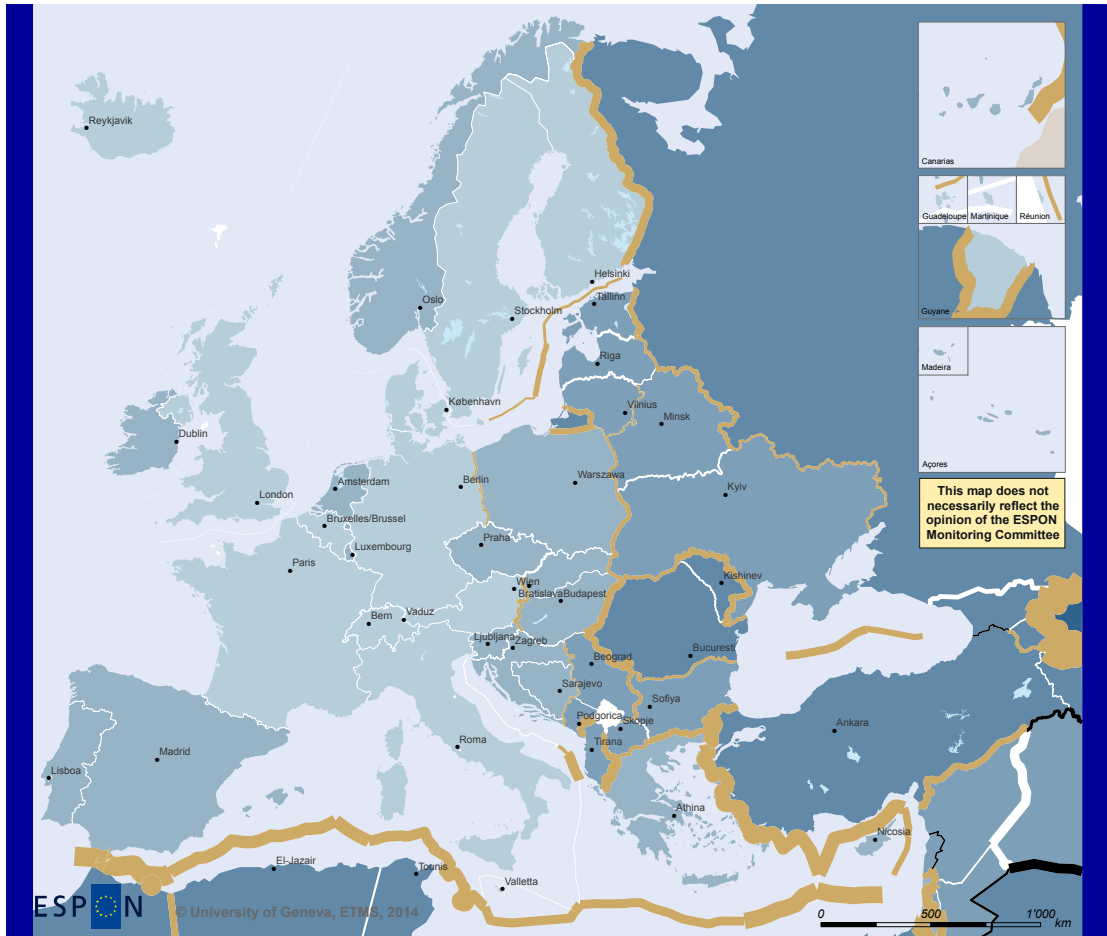 Reykjavik
Canarias
Guadeloupe Martinique Réunion
Helsinki
Oslo
Tallinn
Stockholm
Guyane
Riga
Madeira
København
Vilnius
Minsk
Dublin
Açores
Amsterdam
Berlin
Warszawa
Kyiv
London
This map does not
necessarily reflect the
opinion of the ESPON
Monitoring Committee
Bruxelles/Brussel
Praha
Luxembourg
Paris
Wien
Kishinev
Bratislava Budapest
Bern
Vaduz
Ljubljana
Zagreb
Bucuresti
Beograd
Sarajevo
Sofiya
Podgorica
Skopje
Ankara
Roma
Tirana
Madrid
Lisboa
Athina
Nicosia
El-Jazair
Tounis
Valletta
ESPON
© University of Geneva, ETMS, 2014
0 500 1'000
km